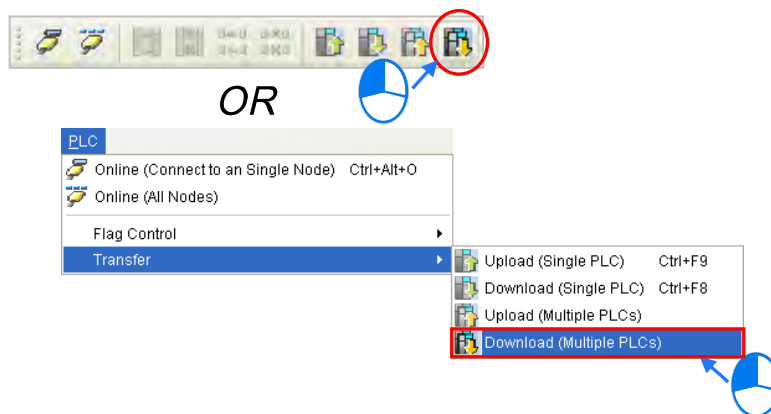 OR
PLC
Online (Connect to an Single Node) Ctrl+Alt+O
Online (All Nodes)
Flag Control
Transfer
Upload (Single PLC) Ctrl+F9
Download (Single PLC) Ctrl+F8
Upload (Multiple PLCs)
Download (Multiple PLCs)